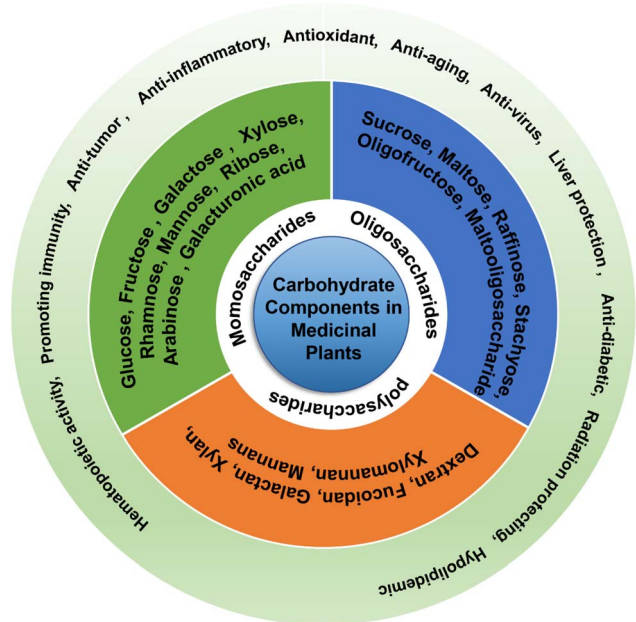 Carbohydrate
Components in
Medicinal
Plants
Momosaccharides
Oligosaccharides
polysaccharides
Glucose, Fructose , Galactose , Xylose,
Rhamnose, Mannose , Ribose,
Arabinose , Galacturonic acid
Sucrose, Maltose, Raffinose, Stachyose,
Oligofructose, Maltooligosaccharide
Dextran, Fucoidan, Galactan, Xylan,
Xylomannan, Mannans
Hematopoietic activity, Promoting immunity, Anti-tumor , Anti-inflammatory, Antioxidant, Anti-aging, Anti-virus, Liver protection , Anti-diabetic, Radiation protecting, Hypolipidemic